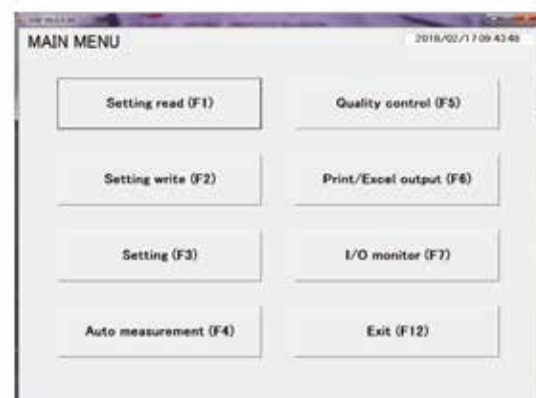 MAIN MENU
2018/02/17 09:43:48
Setting read (F1)
Quality control (F5)
Setting write (F2)
Print/Excel output (F6)
Setting (F3)
I/O monitor (F7)
Auto measurement (F4)
Exit (F12)